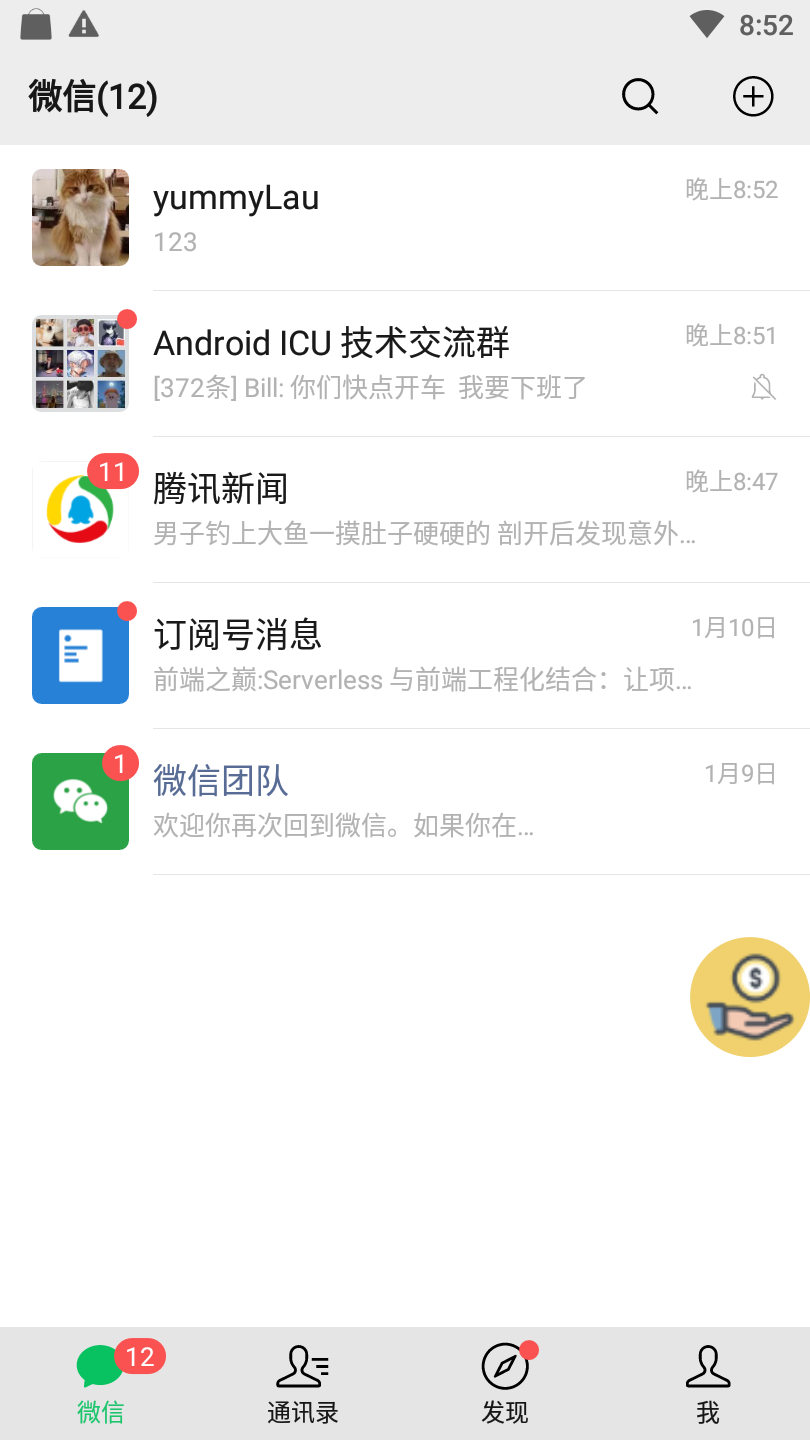 8:52
微信(12)
yummyLau
晚上8:52
123
Android ICU 技术交流群
晚上8:51
[372条] Bill: 你们快点开车 我要下班了
11
腾讯新闻
晚上8:47
男子钓上大鱼一摸肚子硬硬的 剖开后发现意外...
订阅号消息
1月10日
前端之巅:Serverless 与前端工程化结合：让项...
1
微信团队
1月9日
欢迎你再次回到微信。如果你在...
$
12
微信
通讯录
发现
我